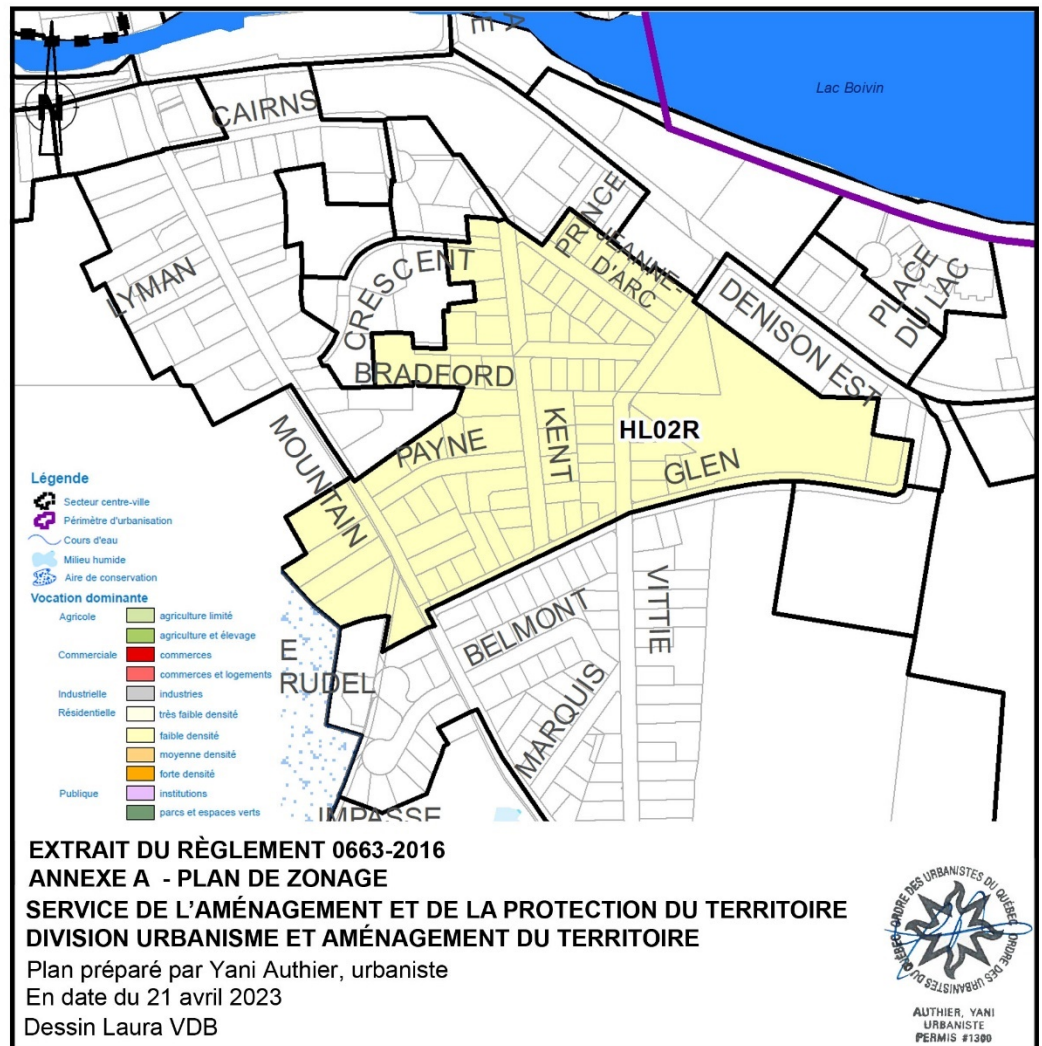 A
E
Lac Boivin
N
CAIRNS
PRINCE
JEANNE-
D'ARC
LYMAN
CRESCENT
PLACE
DU LAC
DENISON EST
BRADFORD
KENT
HL02R
PAYNE
GLEN
MOUNTAIN
VITTIE
BELMONT
MARQUIS
E
RUDEL
IMPASSE
Légende
Secteur centre-ville
Périmètre d'urbanisation
Cours d'eau
Milieu humide
Aire de conservation
Vocation dominante
Agricole agriculture limité
agriculture et élevage
Commerciale commerces
commerces et logements
Industrielle industries
Résidentielle très faible densité
faible densité
moyenne densité
forte densité
Publique institutions
parcs et espaces verts
EXTRAIT DU RÈGLEMENT 0663-2016
ANNEXE A - PLAN DE ZONAGE
SERVICE DE L'AMÉNAGEMENT ET DE LA PROTECTION DU TERRITOIRE
DIVISION URBANISME ET AMÉNAGEMENT DU TERRITOIRE
Plan préparé par Yani Authier, urbaniste
En date du 21 avril 2023
Dessin Laura VDB
ORDRE DES URBANISTES DU QUÉBEC
ORDRE DES URBANISTES DU QUÉBEC
AUTHIER, YANI
URBANISTE
PERMIS #1300